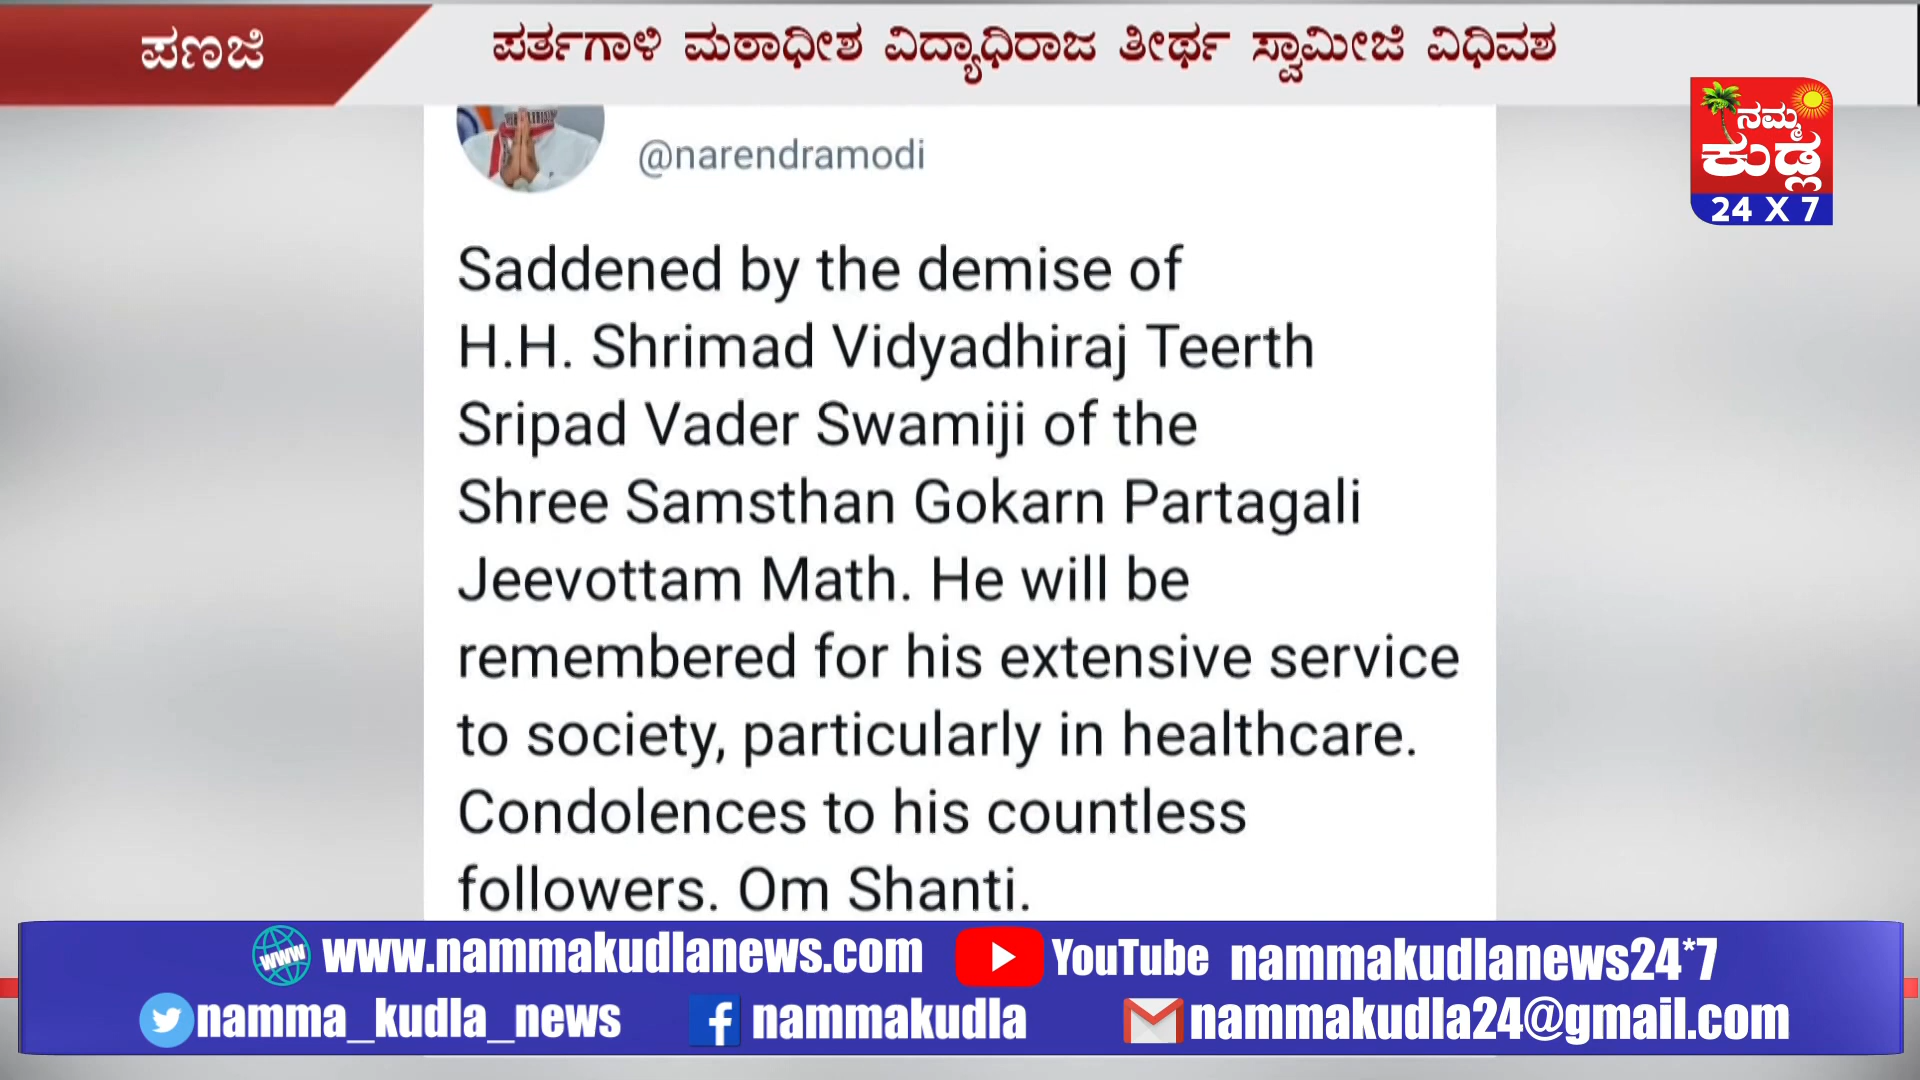 ಪಣಜಿ
ಪರ್ತಗಾಳಿ ಮಠಾಧೀಶ ವಿದ್ಯಾಧಿರಾಜ ತೀರ್ಥ ಸ್ವಾಮೀಜಿ ವಿಧಿವಶ
ನಮ್ಮ
ಕುಡ್ಲ
24 X 7
@narendramodi
Saddened by the demise of
H.H. Shrimad Vidyadhiraj Teerth
Sripad Vader Swamiji of the
Shree Samsthan Gokarn Partagali
Jeevottam Math. He will be
remembered for his extensive service
to society, particularly in healthcare.
Condolences to his countless
followers. Om Shanti.
www www.nammakudlanews.com YouTube nammakudlanews24*7
namma_kudla_news f nammakudla nammakudla24@gmail.com